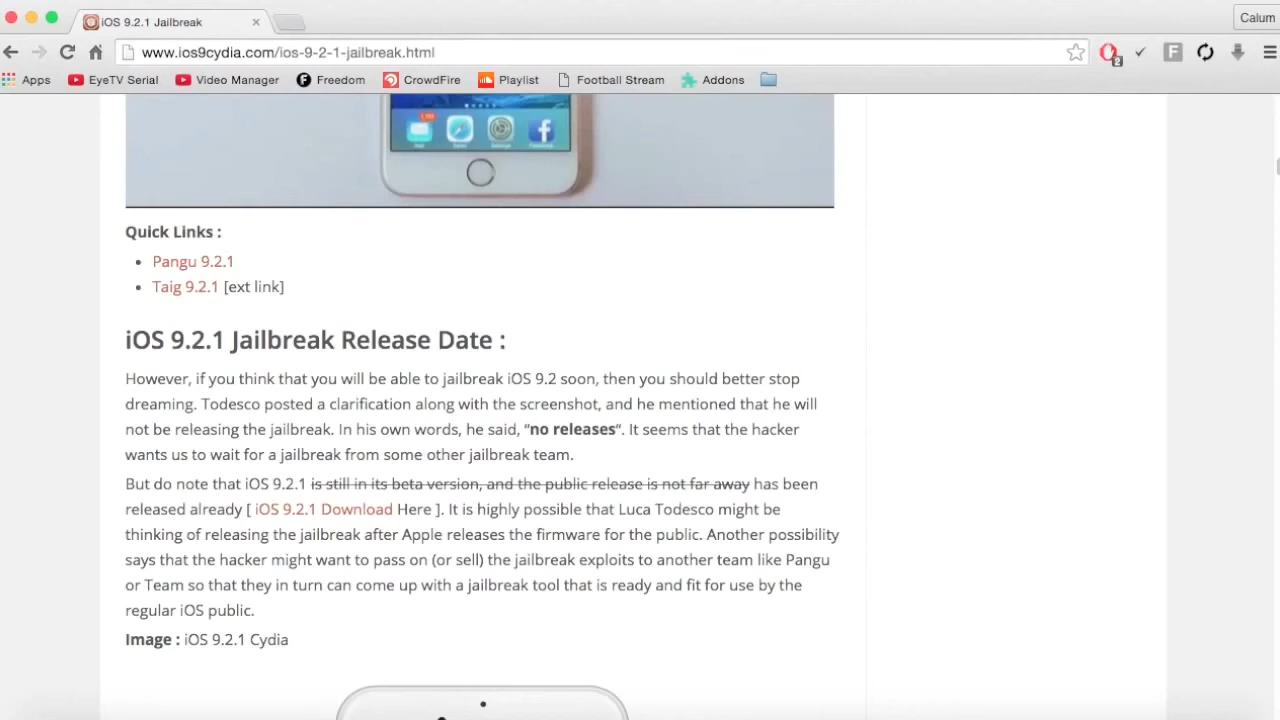 iOS 9.2.1 Jailbreak
Calum
www.ios9cydia.com/ios-9-2-1-jailbreak.html
2
Apps EyeTV Serial Video Manager Freedom CrowdFire Playlist Football Stream Addons
Quick Links :
Pangu 9.2.1
Taig 9.2.1 [ext link]
iOS 9.2.1 Jailbreak Release Date :
However, if you think that you will be able to jailbreak iOS 9.2 soon, then you should better stop
dreaming. Todesco posted a clarification along with the screenshot, and he mentioned that he will
not be releasing the jailbreak. In his own words, he said, “no releases“. It seems that the hacker
wants us to wait for a jailbreak from some other jailbreak team.
But do note that iOS 9.2.1 is still in its beta version, and the public release is not far away has been
released already [ iOS 9.2.1 Download Here ]. It is highly possible that Luca Todesco might be
thinking of releasing the jailbreak after Apple releases the firmware for the public. Another possibility
says that the hacker might want to pass on (or sell) the jailbreak exploits to another team like Pangu
or Team so that they in turn can come up with a jailbreak tool that is ready and fit for use by the
regular iOS public.
Image : iOS 9.2.1 Cydia